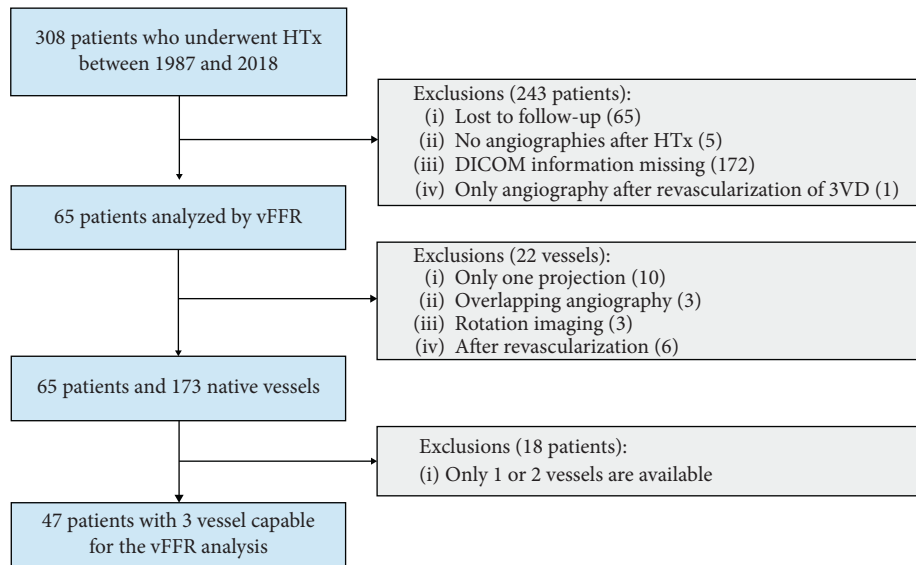 308 patients who underwent HTx
between 1987 and 2018
Exclusions (243 patients):
(i) Lost to follow-up (65)
(ii) No angiographies after HTx (5)
(iii) DICOM information missing (172)
(iv) Only angiography after revascularization of 3VD (1)
65 patients analyzed by vFFR
Exclusions (22 vessels):
(i) Only one projection (10)
(ii) Overlapping angiography (3)
(iii) Rotation imaging (3)
(iv) After revascularization (6)
65 patients and 173 native vessels
Exclusions (18 patients):
(i) Only 1 or 2 vessels are available
47 patients with 3 vessel capable
for the vFFR analysis